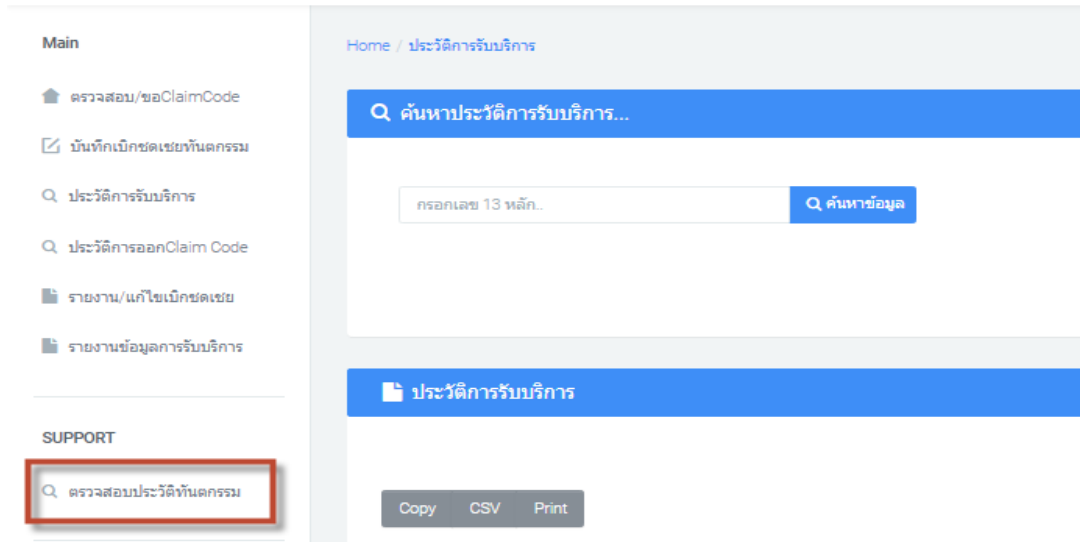 Main
ตรวจสอบ/ขอClaimCode
บันทึกเบิกชดเชยทันตกรรม
ประวัติการรับบริการ
ประวัติการออกClaim Code
รายงาน/แก้ไขเบิกชดเชย
รายงานข้อมูลการรับบริการ
SUPPORT
ตรวจสอบประวัติทันตกรรม
Home / ประวัติการรับบริการ
ค้นหาประวัติการรับบริการ...
กรอกเลข 13 หลัก..
ค้นหาข้อมูล
ประวัติการรับบริการ
Copy CSV Print